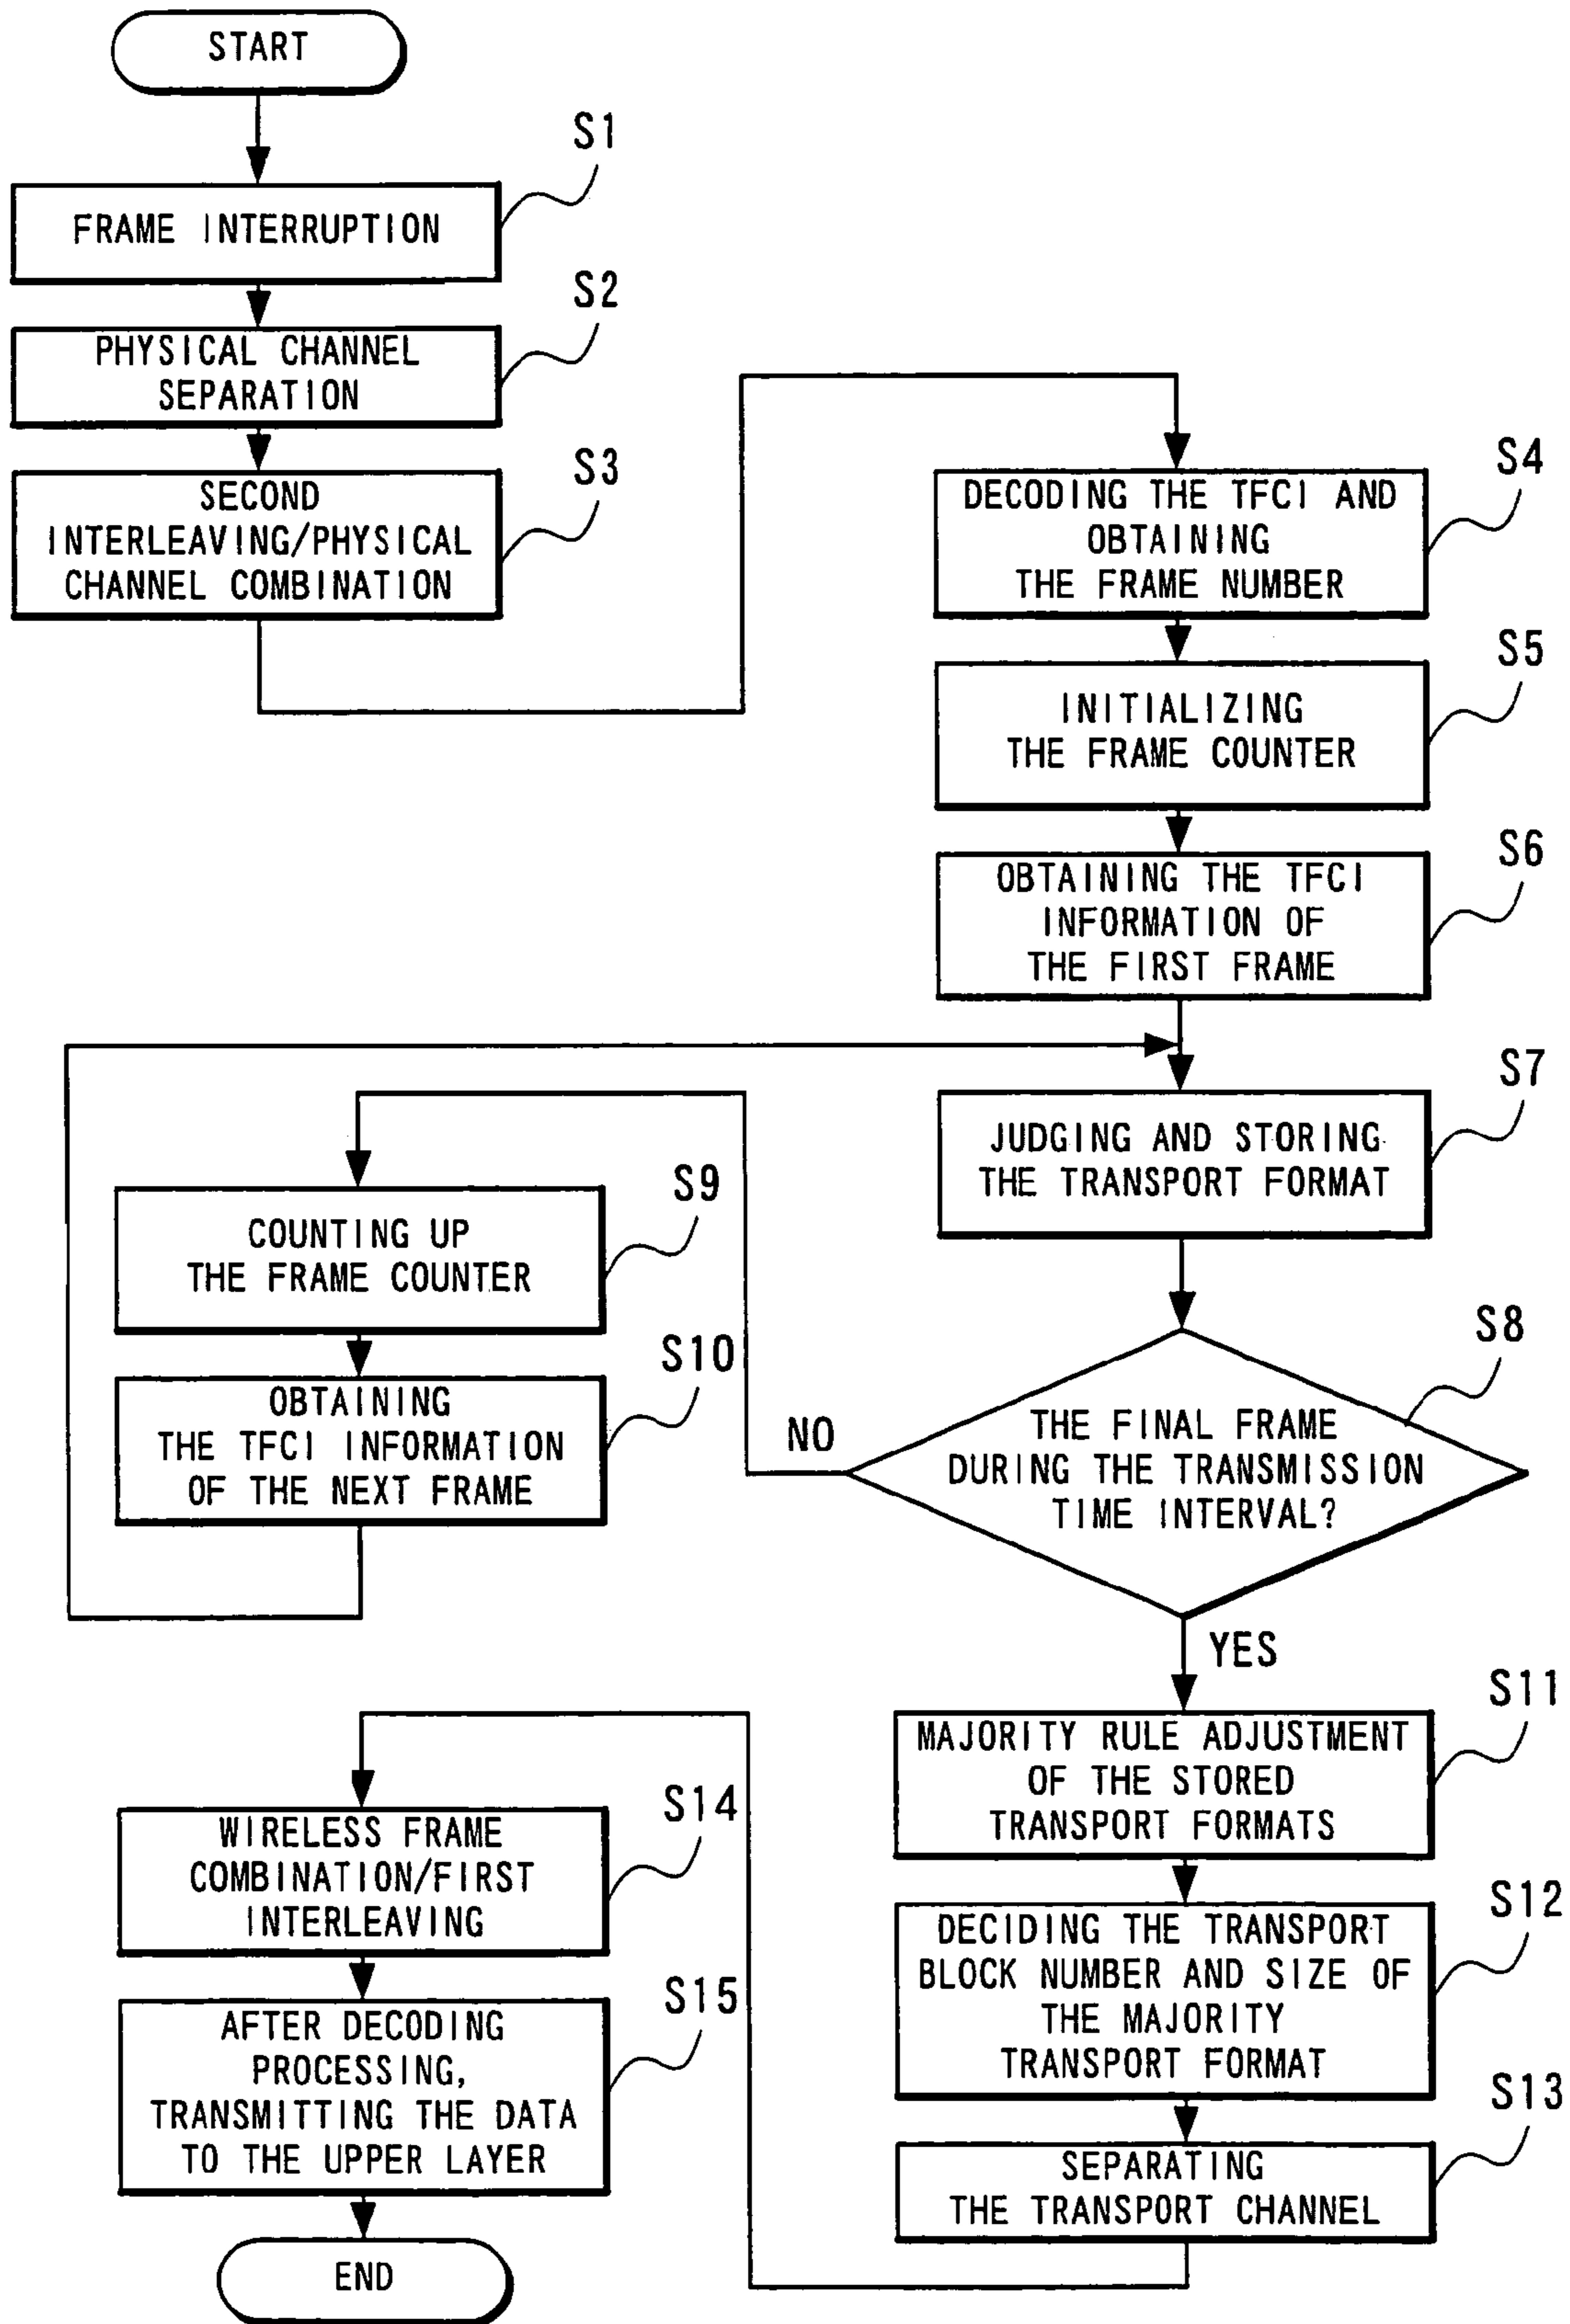 START
S1
FRAME INTERRUPTION
S2
PHYSICAL CHANNEL
SEPARATION
S3
SECOND
INTERLEAVING/PHYSICAL
CHANNEL COMBINATION
S4
DECODING THE TFCI AND
OBTAINING
THE FRAME NUMBER
S5
INITIALIZING
THE FRAME COUNTER
S6
OBTAINING THE TFCI
INFORMATION OF
THE FIRST FRAME
S7
JUDGING AND STORING
THE TRANSPORT FORMAT
S8
THE FINAL FRAME
DURING THE TRANSMISSION
TIME INTERVAL?
NO
S9
COUNTING UP
THE FRAME COUNTER
S10
OBTAINING
THE TFCI INFORMATION
OF THE NEXT FRAME
YES
S11
MAJORITY RULE ADJUSTMENT
OF THE STORED
TRANSPORT FORMATS
S12
DECIDING THE TRANSPORT
BLOCK NUMBER AND SIZE OF
THE MAJORITY
TRANSPORT FORMAT
S13
SEPARATING
THE TRANSPORT CHANNEL
S14
WIRELESS FRAME
COMBINATION/FIRST
INTERLEAVING
S15
AFTER DECODING
PROCESSING,
TRANSMITTING THE DATA
TO THE UPPER LAYER
END